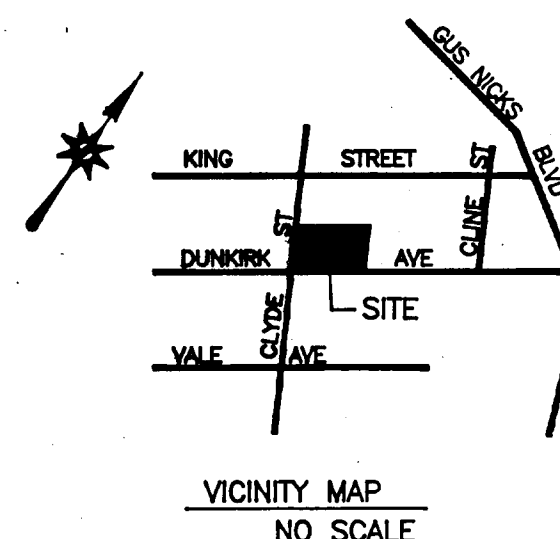 GUS NICKS BLVD
KING STREET
CLINE ST
DUNKIRK AVE
CLYDE ST
SITE
VALE AVE
VICINITY MAP
NO SCALE